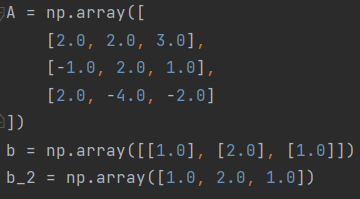 A = np.array([
    [2.0, 2.0, 3.0],
    [-1.0, 2.0, 1.0],
    [2.0, -4.0, -2.0]
])
b = np.array([[1.0], [2.0], [1.0]])
b_2 = np.array([1.0, 2.0, 1.0])